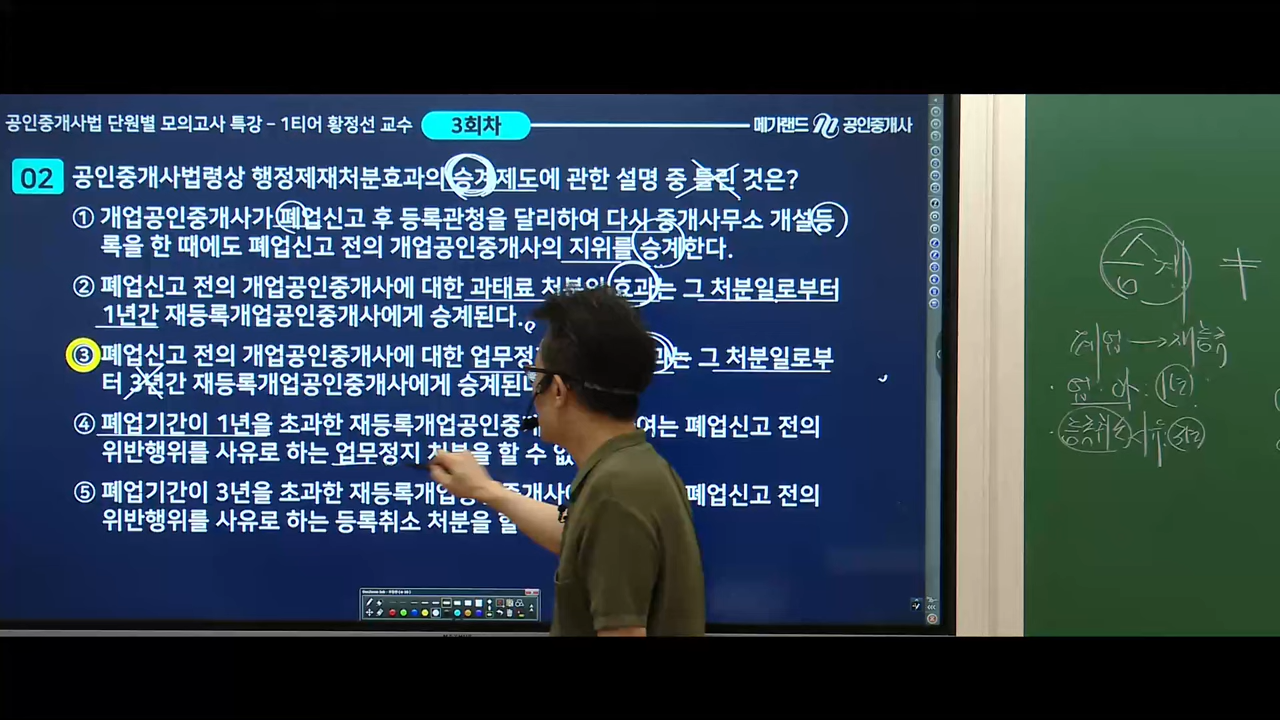 공인중개사법 단원별 모의고사 특강 - 1티어 황정선 교수 3회차 메가랜드 공인중개사
02 공인중개사법령상 행정제재처분효과의 승계제도에 관한 설명 중 틀린 것은?
① 개업공인중개사가 폐업신고 후 등록관청을 달리하여 다시 중개사무소 개설등
록을 한 때에도 폐업신고 전의 개업공인중개사의 지위를 승계한다.
② 폐업신고 전의 개업공인중개사에 대한 과태료 처분의 효과는 그 처분일로부터
1년간 재등록개업공인중개사에게 승계된다.
③ 폐업신고 전의 개업공인중개사에 대한 업무정 는 그 처분일로부
터 3년간 재등록개업공인중개사에게 승계된
④ 폐업기간이 1년을 초과한 재등록개업공인중개 여는 폐업신고 전의
위반행위를 사유로 하는 업무정지 처분을 할 수 없
⑤ 폐업기간이 3년을 초과한 재등록개업공인중개사 폐업신고 전의
위반행위를 사유로 하는 등록취소 처분을 할